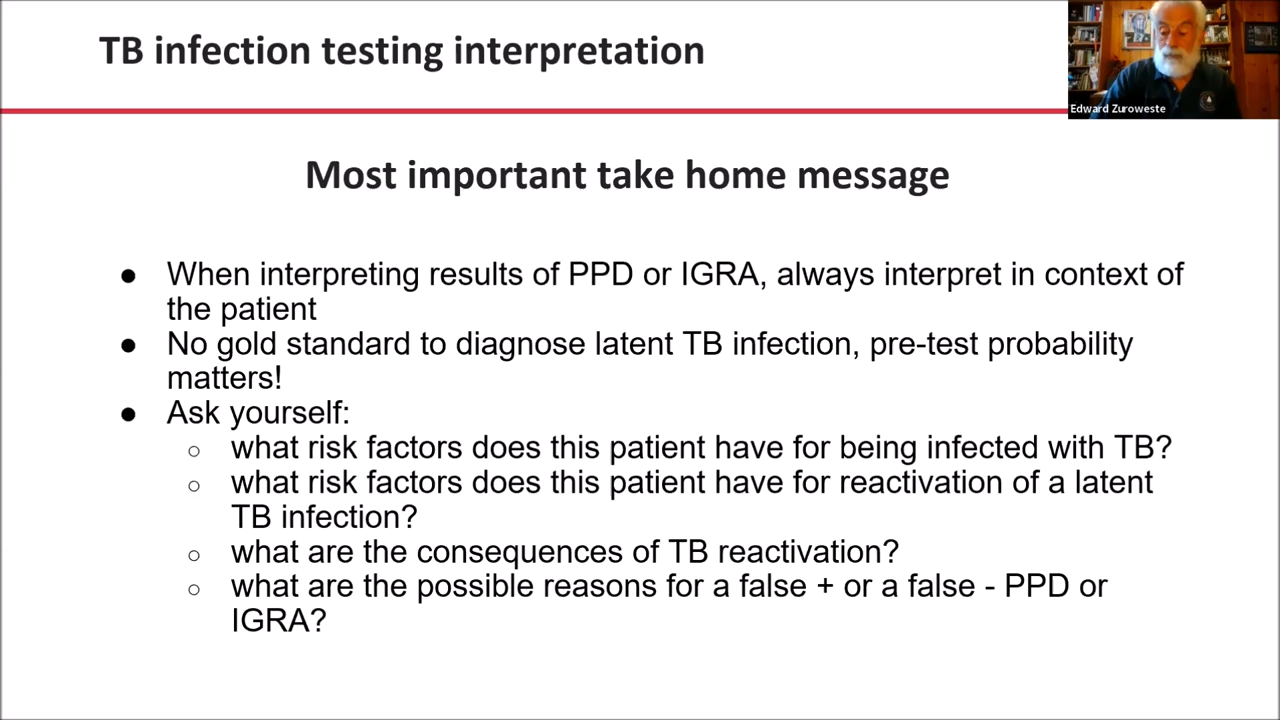 TB infection testing interpretation
Edward Zuroweste
Most important take home message
● When interpreting results of PPD or IGRA, always interpret in context of
the patient
● No gold standard to diagnose latent TB infection, pre-test probability
matters!
● Ask yourself:
○ what risk factors does this patient have for being infected with TB?
○ what risk factors does this patient have for reactivation of a latent
TB infection?
○ what are the consequences of TB reactivation?
○ what are the possible reasons for a false + or a false - PPD or
IGRA?